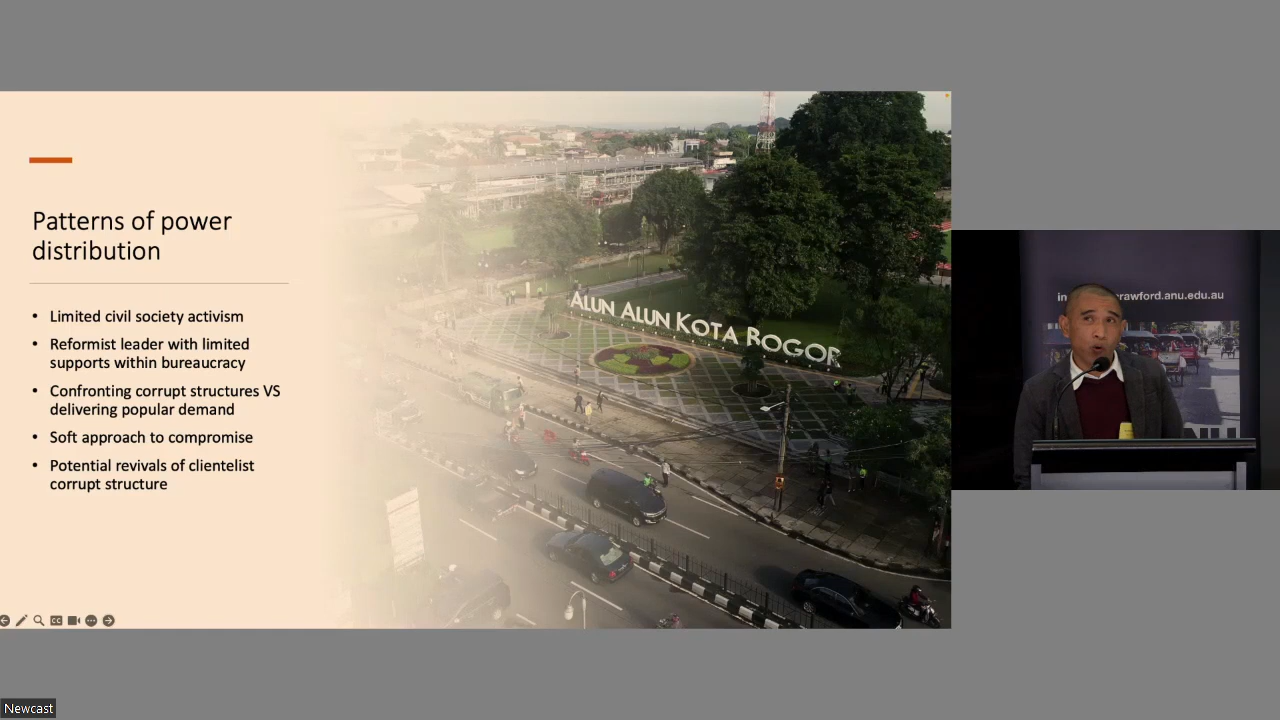 Patterns of power
distribution
• Limited civil society activism
• Reformist leader with limited
supports within bureaucracy
• Confronting corrupt structures VS
delivering popular demand
• Soft approach to compromise
• Potential revivals of clientelist
corrupt structure
ALUN ALUN KOTA BOGOR
rawford.anu.edu.au
CC
Newcast